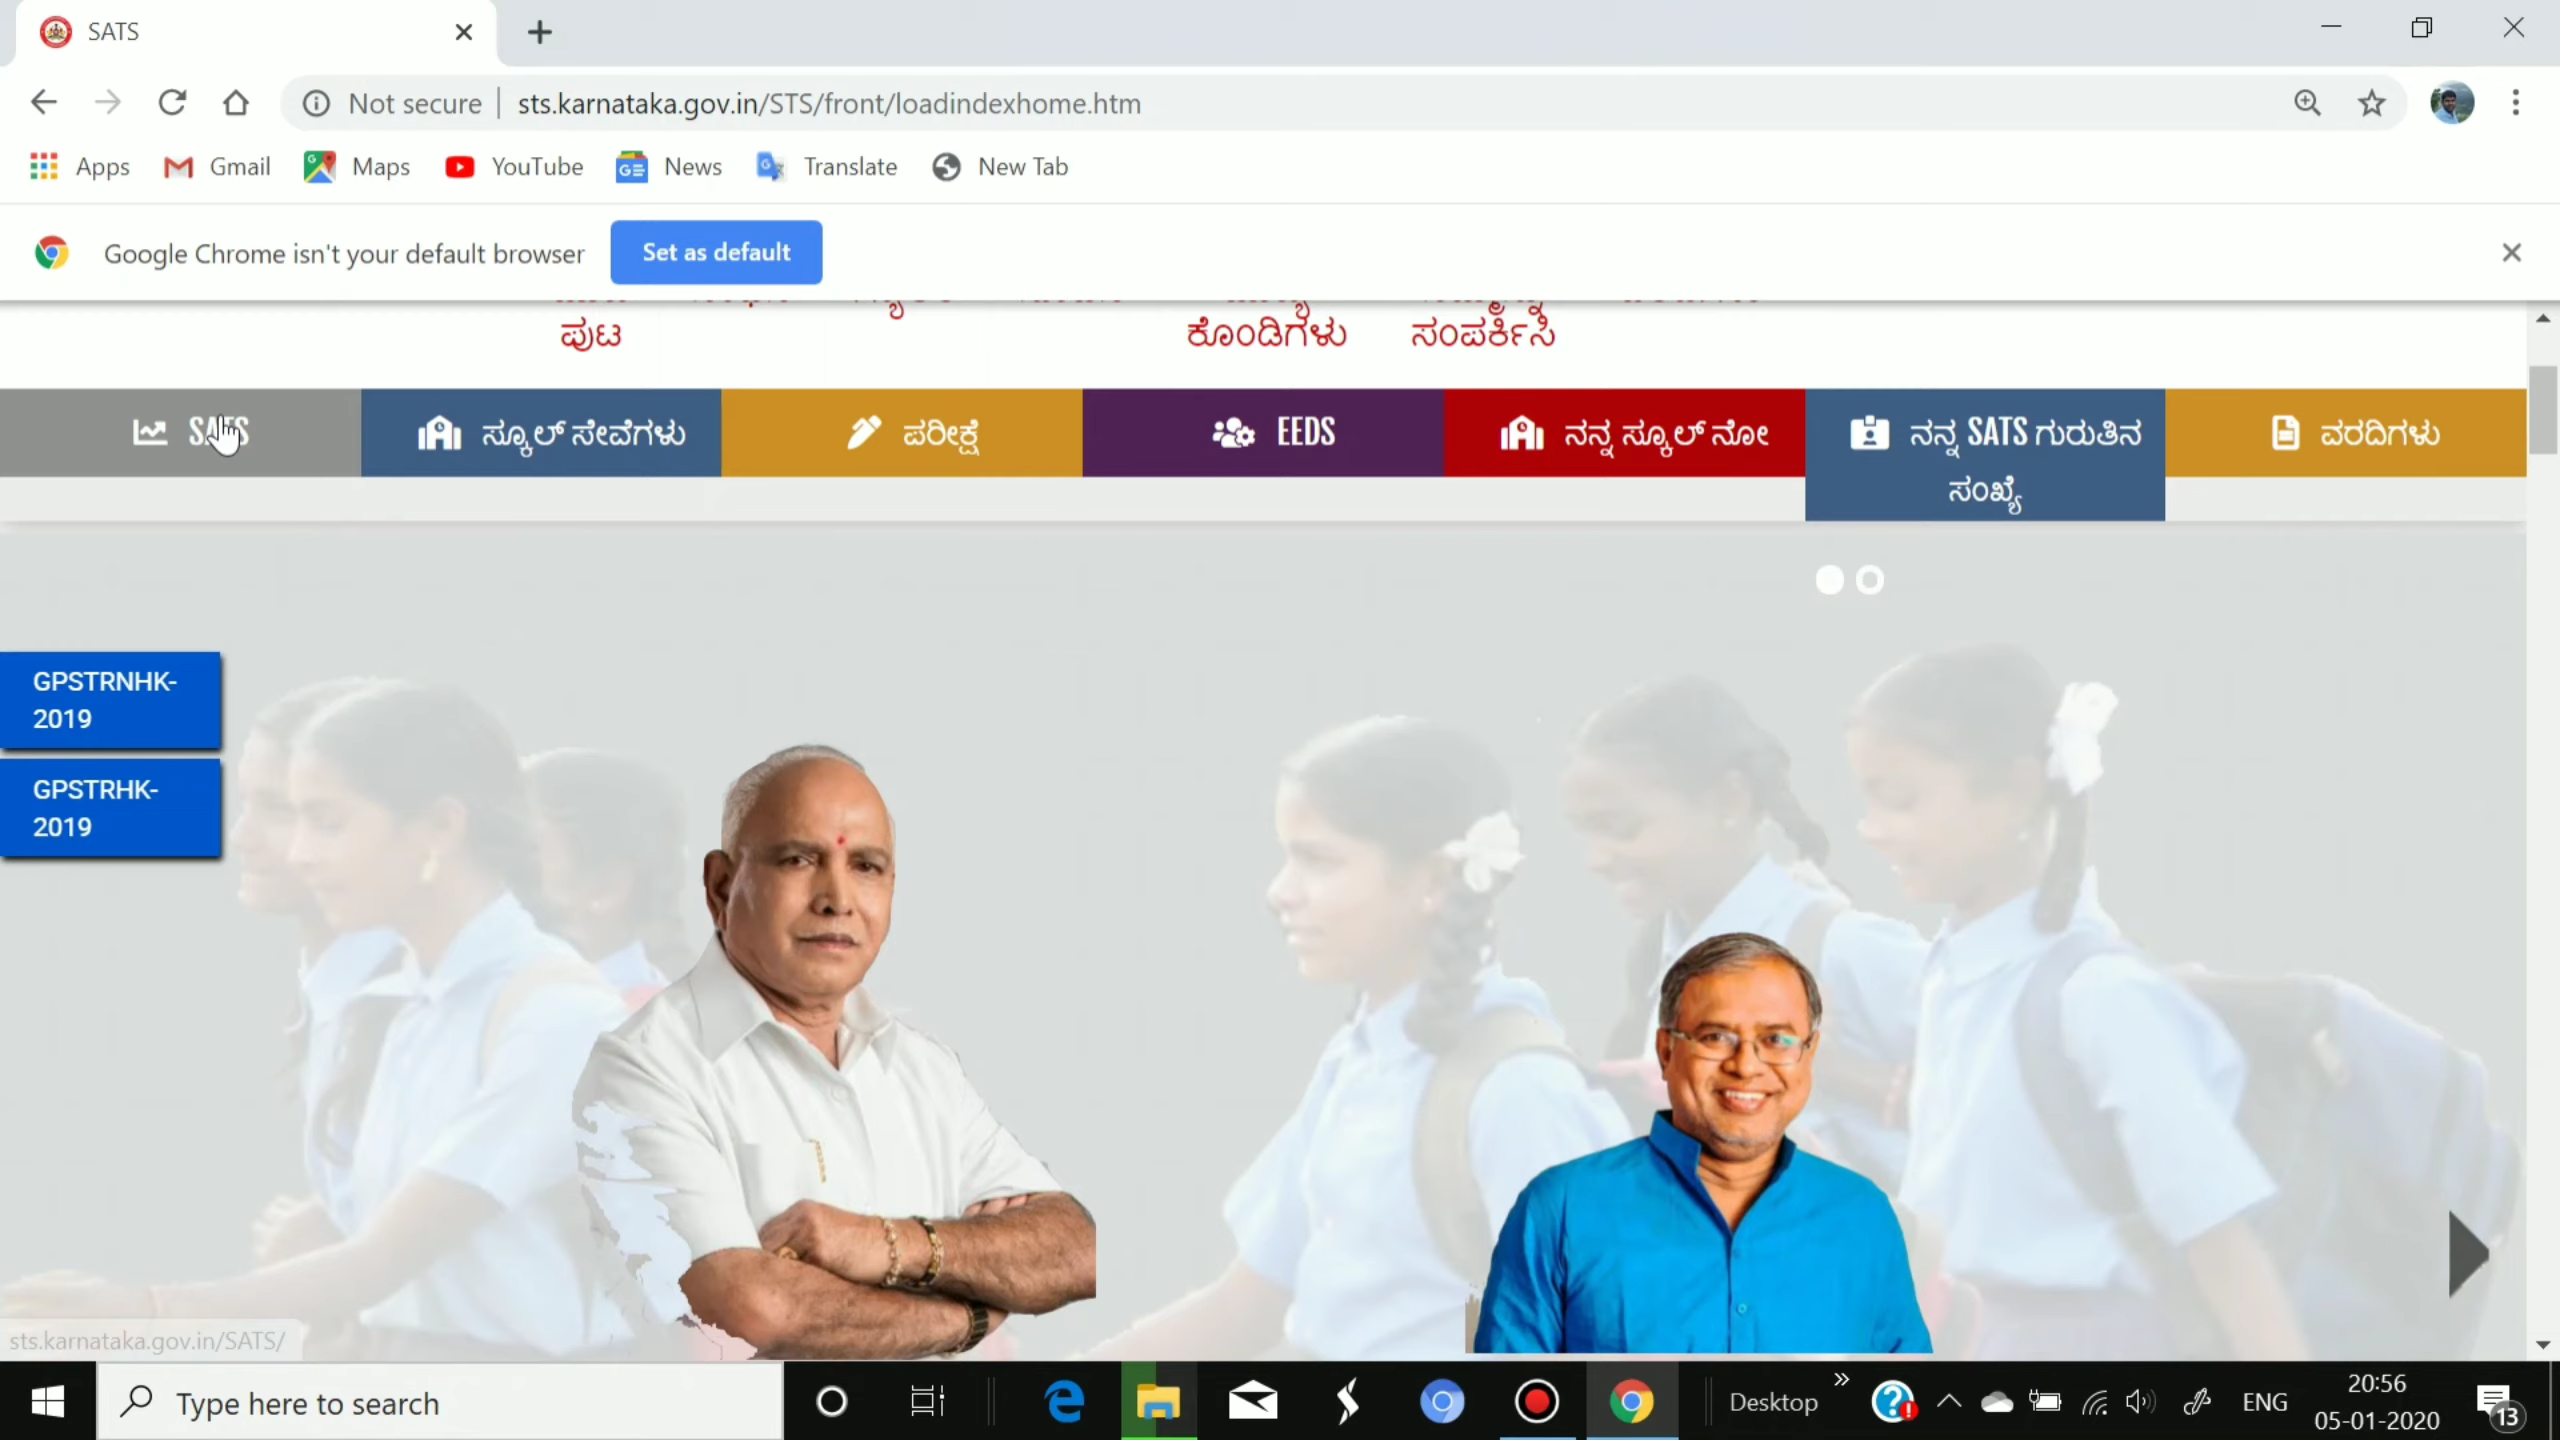 SATS
Not secure | sts.karnataka.gov.in/STS/front/loadindexhome.htm
Apps Gmail Maps YouTube News Translate New Tab
Google Chrome isn't your default browser Set as default
ಪುಟ ಕೊಂಡಿಗಳು ಸಂಪರ್ಕಿಸಿ
SATS ಸ್ಕೂಲ್ ಸೇವೆಗಳು ಪರೀಕ್ಷೆ EEDS ನನ್ನ ಸ್ಕೂಲ್ ನೋ ನನ್ನ SATS ಗುರುತಿನ ವರದಿಗಳು
ಸಂಖ್ಯೆ
GPSTRNHK-
2019
GPSTRHK-
2019
sts.karnataka.gov.in/SATS/
Type here to search Desktop ENG 20:56
05-01-2020 13